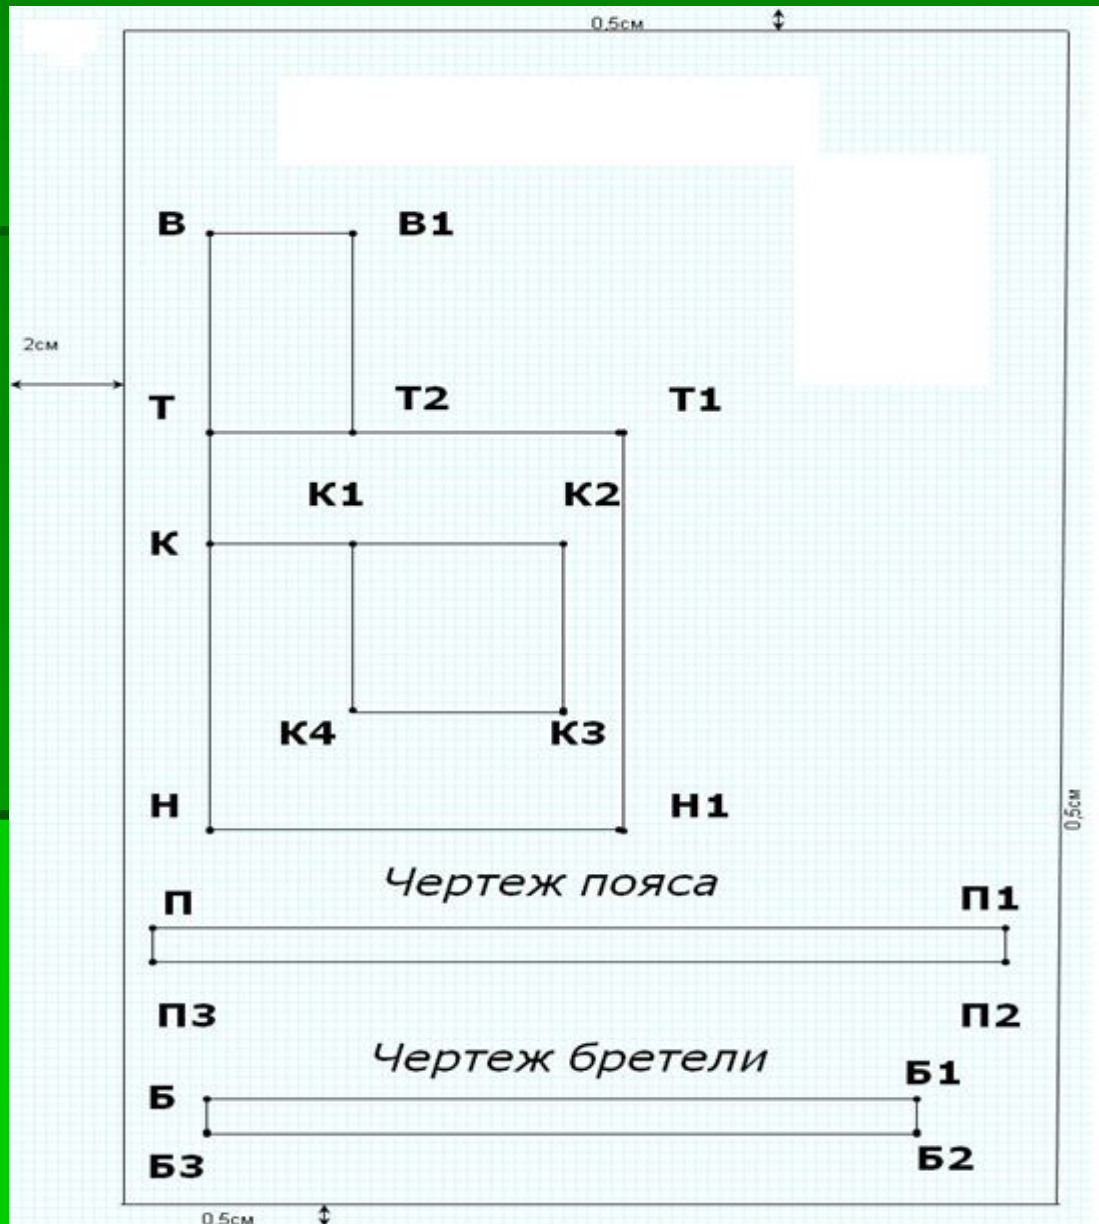 0,5см
В В1
2см
Т Т2 Т1
К1 К2
К
К4 К3
Н Н1
0,5см
Чертеж пояса
П П1
П3 П2
Чертеж бретели
Б Б1
Б3 Б2
0,5см